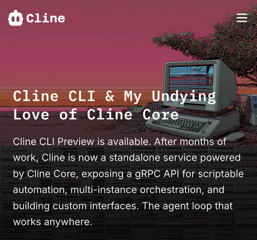 Cline
Cline CLI & My Undying
Love of Cline Core
Cline CLI Preview is available. After months of
work, Cline is now a standalone service powered
by Cline Core, exposing a gRPC API for scriptable
automation, multi-instance orchestration, and
building custom interfaces. The agent loop that
works anywhere.